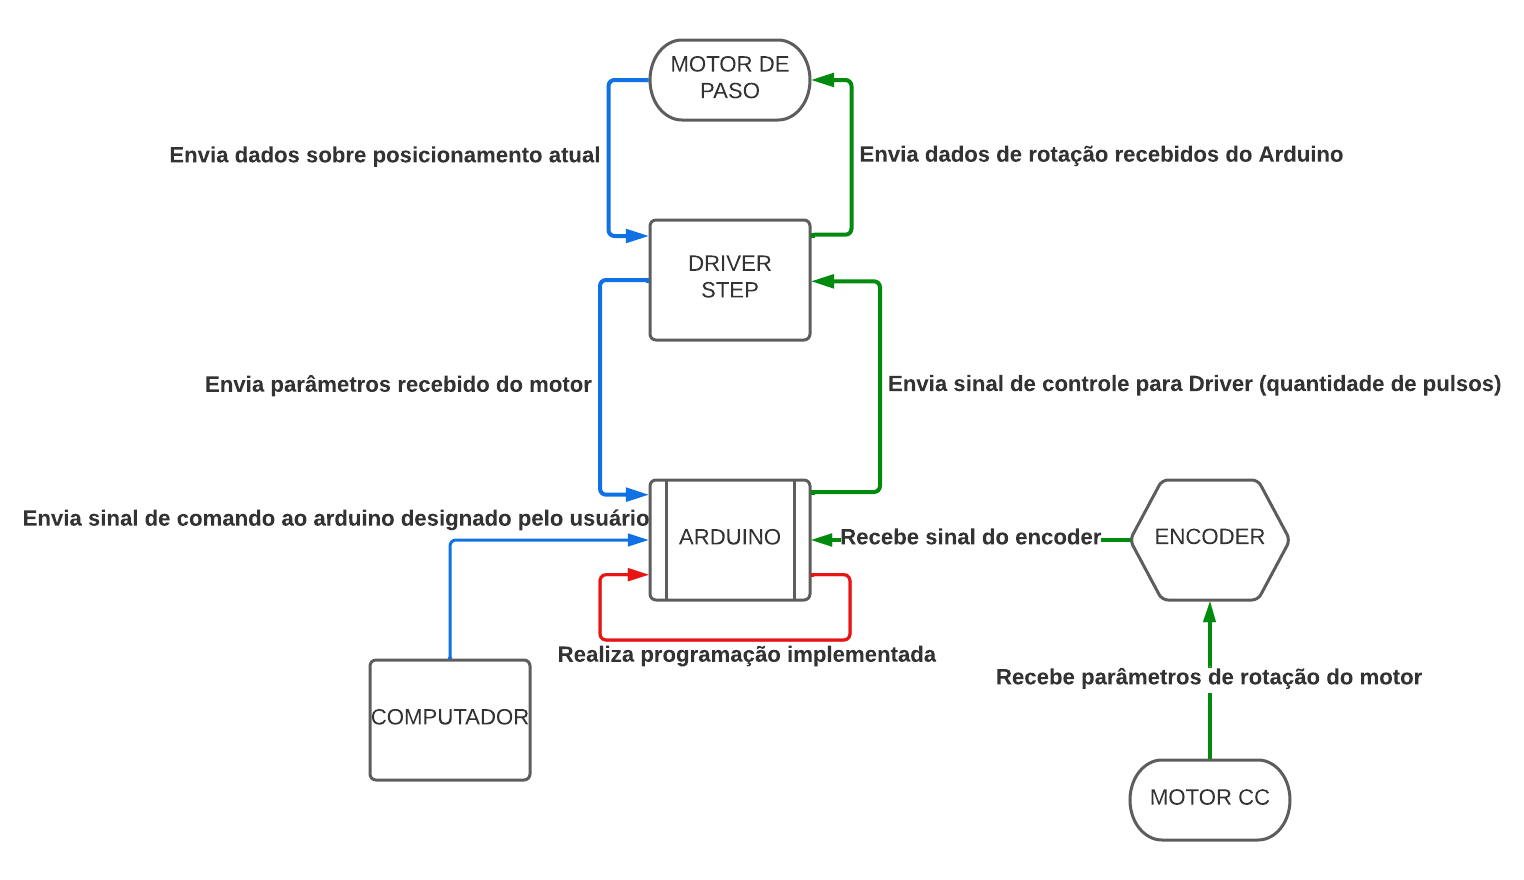 MOTOR DE
PASO
Envia dados sobre posicionamento atual
Envia dados de rotação recebidos do Arduino
DRIVER
STEP
Envia parâmetros recebido do motor
Envia sinal de controle para Driver (quantidade de pulsos)
Envia sinal de comando ao arduino designado pelo usuário
ARDUINO
Recebe sinal do encoder
ENCODER
Realiza programação implementada
Recebe parâmetros de rotação do motor
COMPUTADOR
MOTOR CC